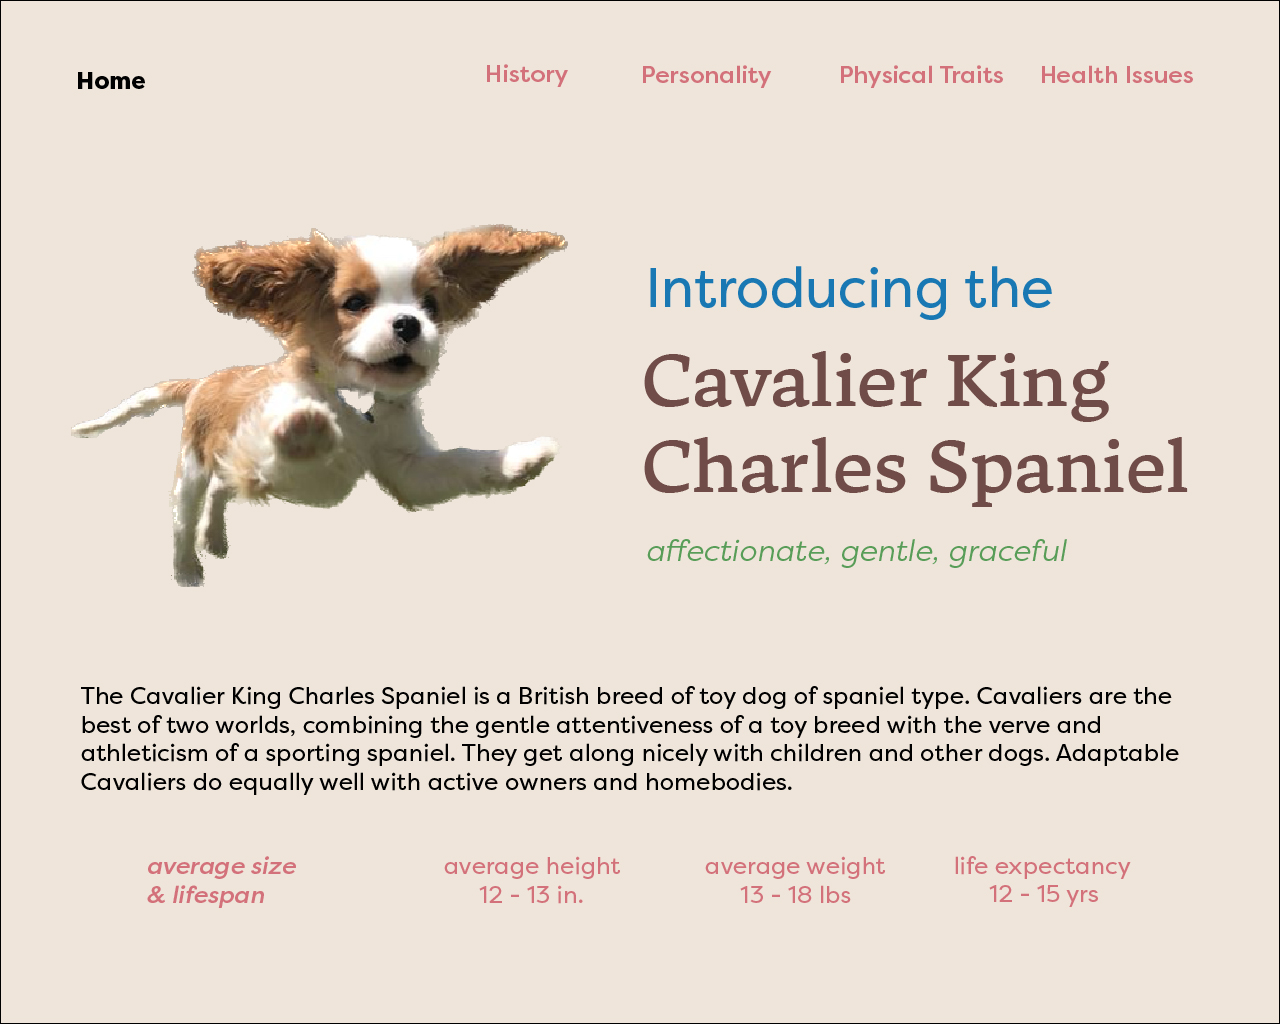 Home
History
Personality
Physical Traits
Health Issues
Introducing the
Cavalier King
Charles Spaniel
affectionate, gentle, graceful
The Cavalier King Charles Spaniel is a British breed of toy dog of spaniel type. Cavaliers are the
best of two worlds, combining the gentle attentiveness of a toy breed with the verve and
athleticism of a sporting spaniel. They get along nicely with children and other dogs. Adaptable
Cavaliers do equally well with active owners and homebodies.
average size
& lifespan
average height
12 - 13 in.
average weight
13 - 18 lbs
life expectancy
12 - 15 yrs